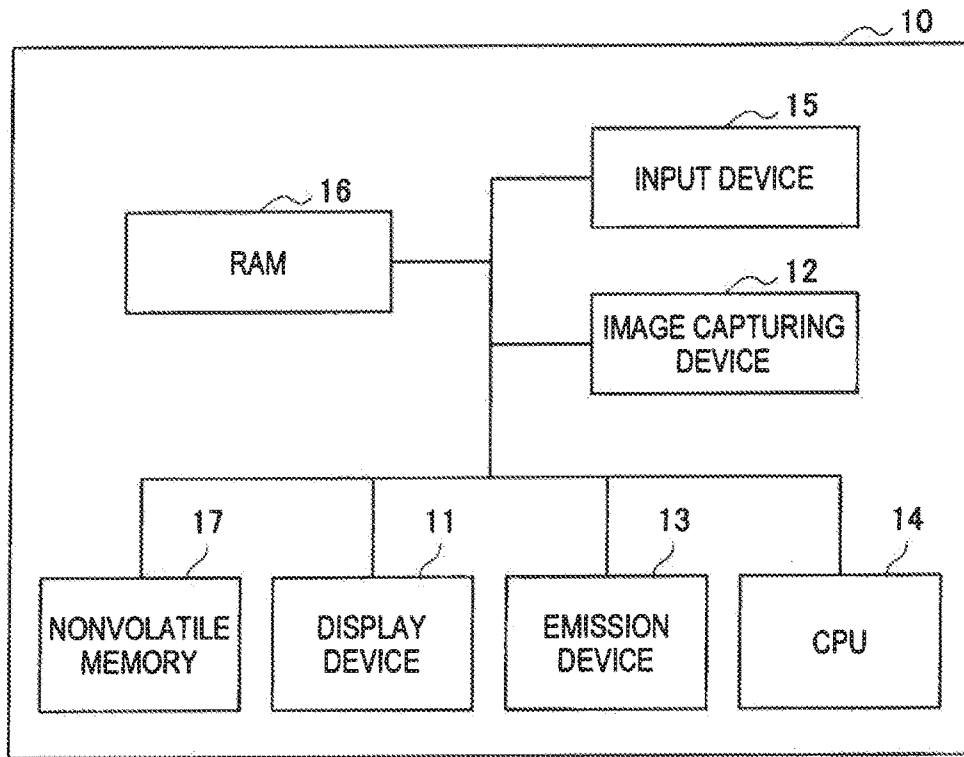 10
15
INPUT DEVICE
16
RAM
12
IMAGE CAPTURING
DEVICE
17
NONVOLATILE
MEMORY
11
DISPLAY
DEVICE
13
EMISSION
DEVICE
14
CPU